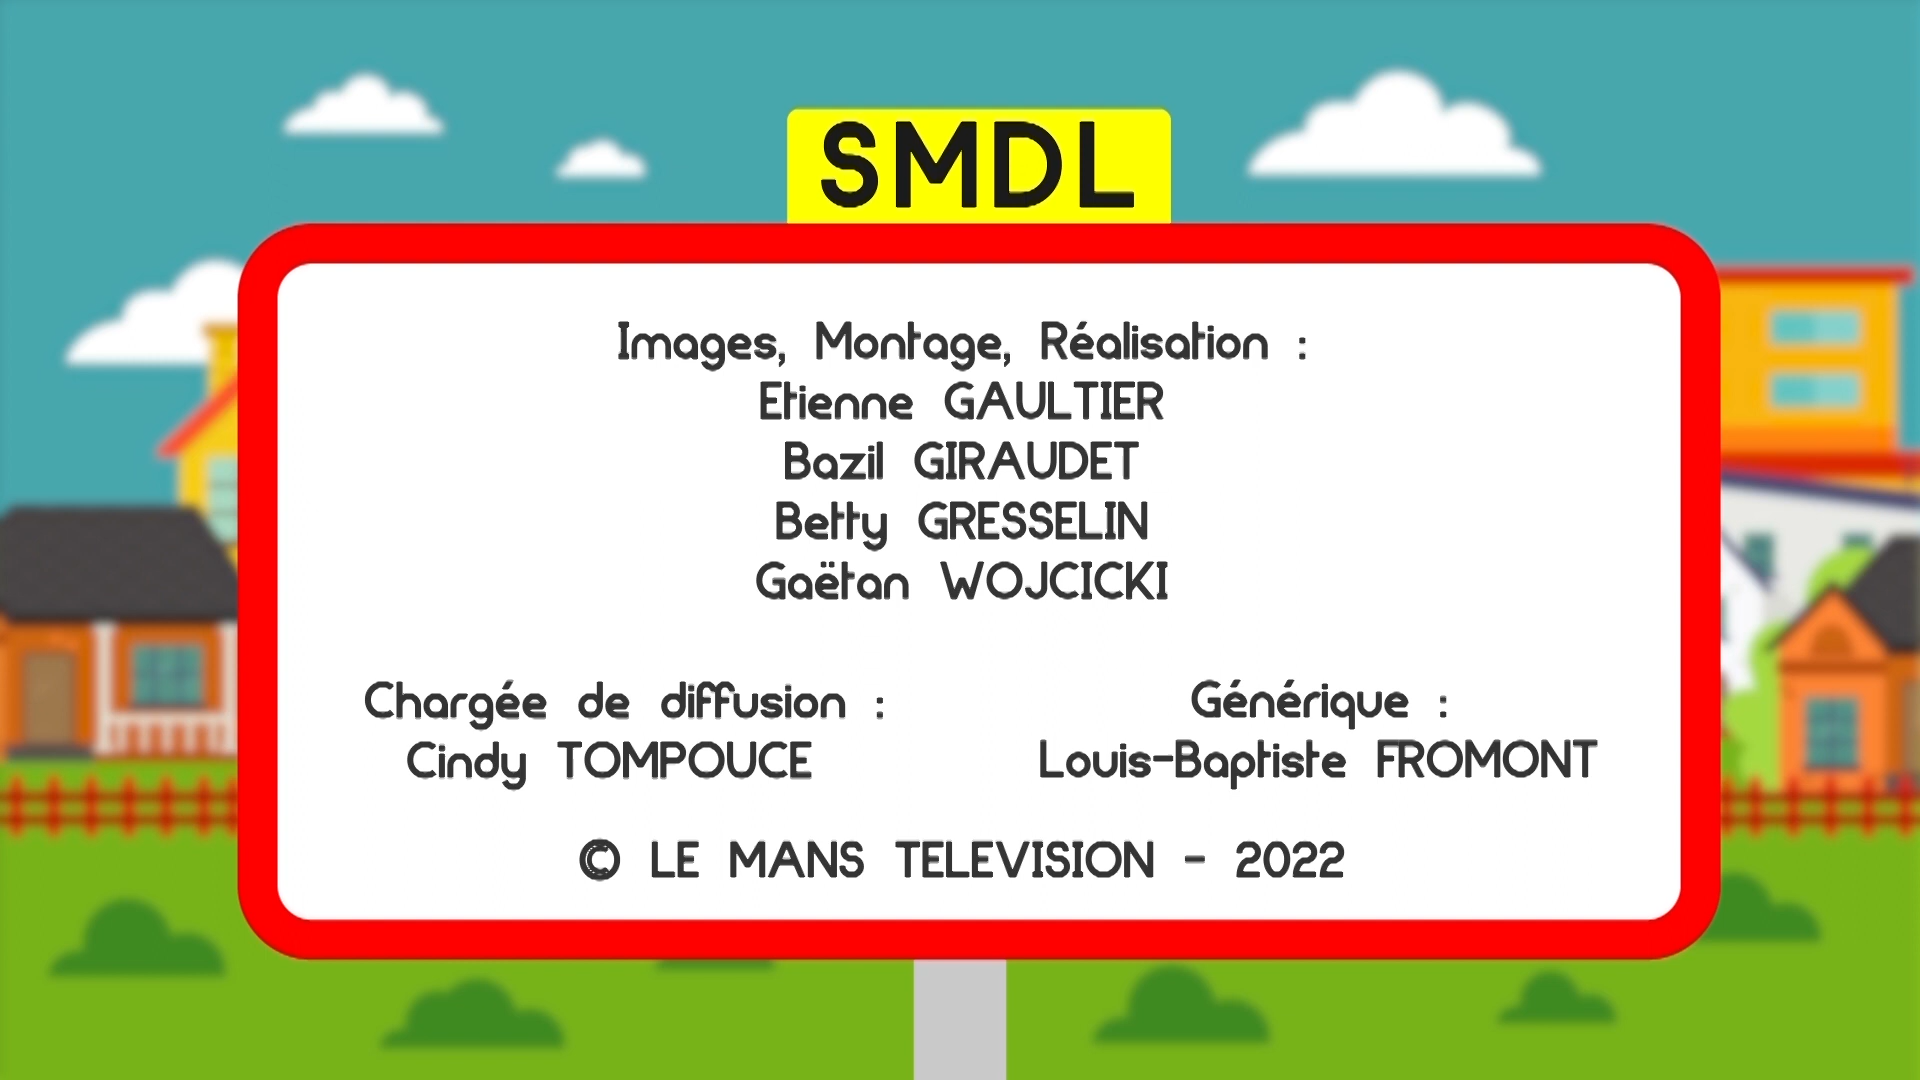 SMDL
Images, Montage, Réalisation :
Etienne GAULTIER
Bazil GIRAUDET
Betty GRESSELIN
Gaëtan WOJCICKI
Chargée de diffusion :
Cindy TOMPOUCE
Générique :
Louis-Baptiste FROMONT
© LE MANS TELEVISION - 2022